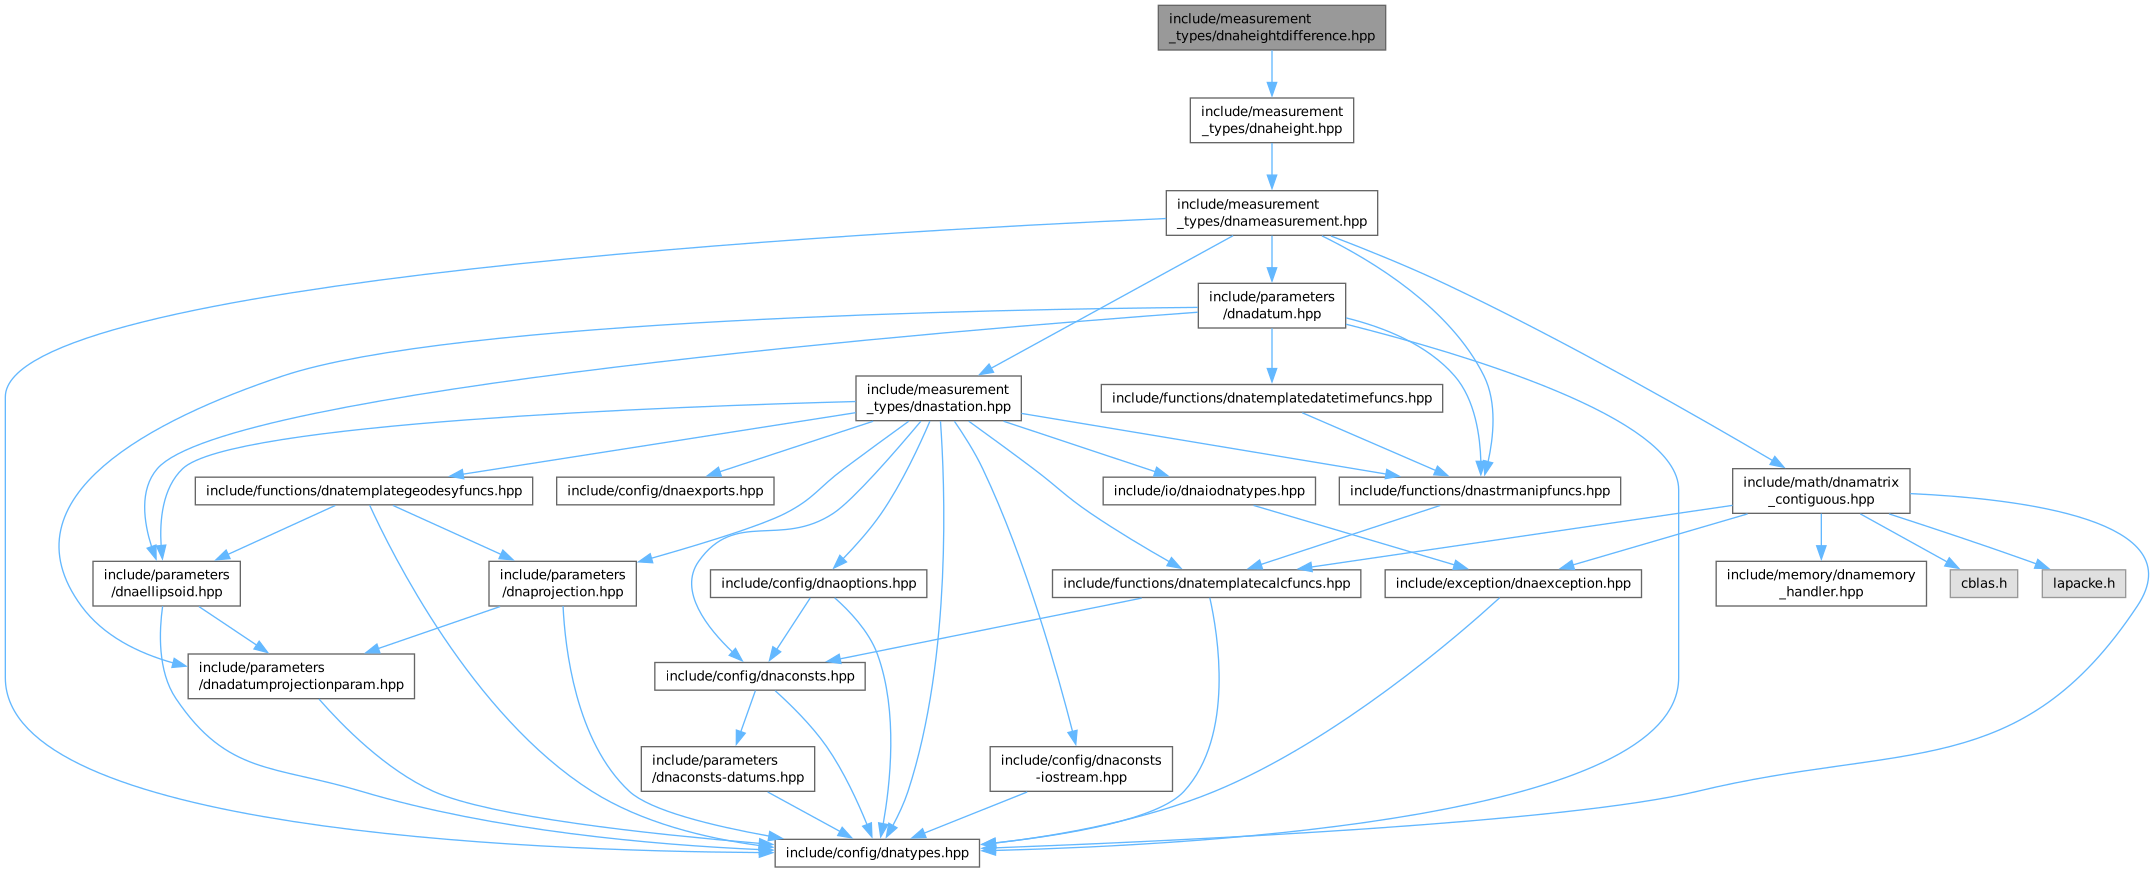 include/measurement
_types/dnaheightdifference.hpp
include/measurement
_types/dnaheight.hpp
include/measurement
_types/dnameasurement.hpp
include/parameters
/dnadatum.hpp
include/measurement
_types/dnastation.hpp
include/functions/dnatemplatedatetimefuncs.hpp
include/functions/dnatemplategeodesyfuncs.hpp
include/config/dnaexports.hpp
include/io/dnaiodnatypes.hpp
include/functions/dnastrmanipfuncs.hpp
include/math/dnamatrix
_contiguous.hpp
include/parameters
/dnaellipsoid.hpp
include/parameters
/dnaprojection.hpp
include/config/dnaoptions.hpp
include/functions/dnatemplatecalcfuncs.hpp
include/exception/dnaexception.hpp
include/memory/dnamemory
_handler.hpp
cblas.h
lapacke.h
include/parameters
/dnadatumprojectionparam.hpp
include/config/dnaconsts.hpp
include/parameters
/dnaconsts-datums.hpp
include/config/dnaconsts
-iostream.hpp
include/config/dnatypes.hpp